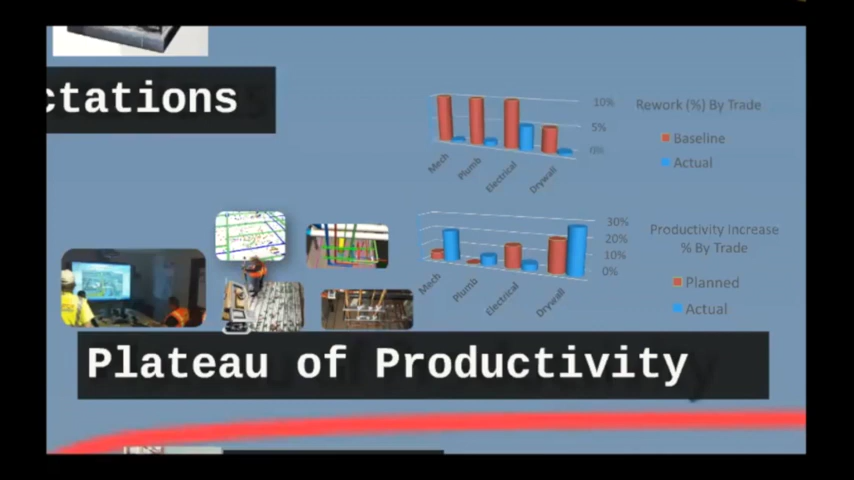 ctations
10%
Rework (%) By Trade
5%
Baseline
0%
Actual
Mech
Plumb
Electrical
Drywall
30%
Productivity Increase
20%
% By Trade
10%
0%
Planned
Actual
Mech
Plumb
Electrical
Drywall
Plateau of Productivity